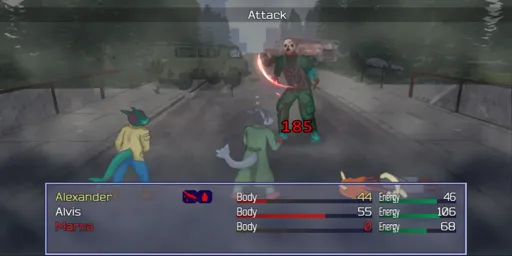 Attack
185
Alexander Body 44 Energy 46
Alvis Body 55 Energy 106
Marna Body 0 Energy 68